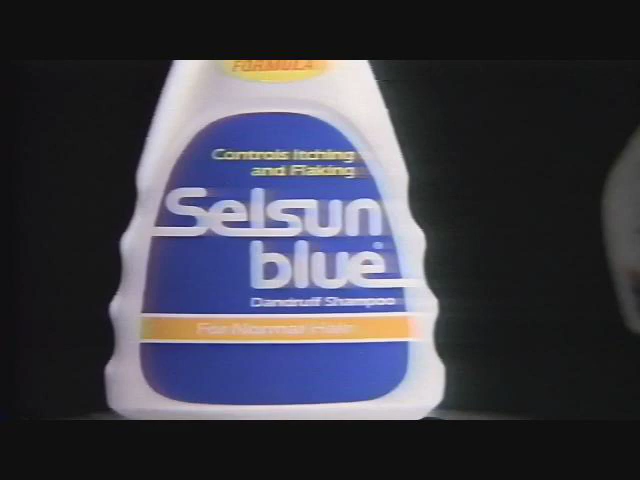 FORMULA
Controls Itching
and Flaking
Selsun
blue®
Dandruff Shampoo
For Normal Hair